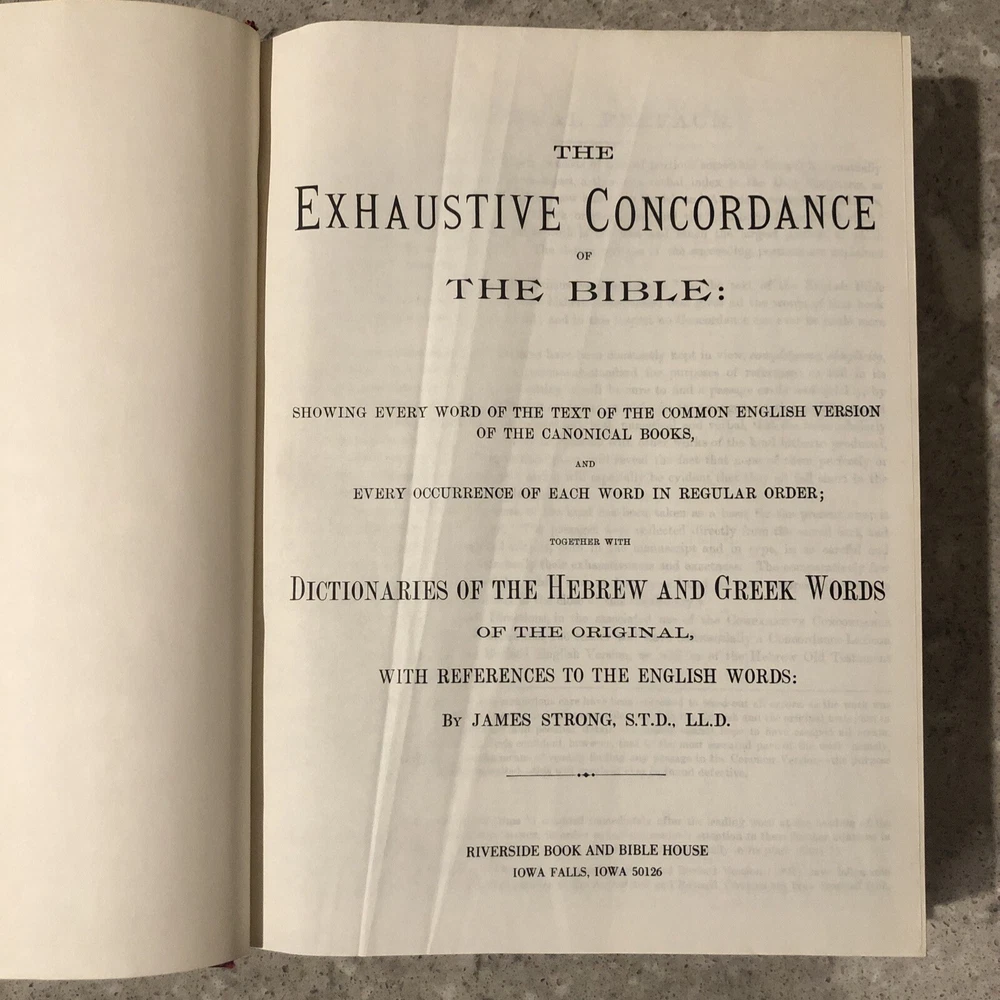 THE
EXHAUSTIVE CONCORDANCE
OF
THE BIBLE:
SHOWING EVERY WORD OF THE TEXT OF THE COMMON ENGLISH VERSION
OF THE CANONICAL BOOKS,
AND
EVERY OCCURRENCE OF EACH WORD IN REGULAR ORDER;
TOGETHER WITH
DICTIONARIES OF THE HEBREW AND GREEK WORDS
OF THE ORIGINAL,
WITH REFERENCES TO THE ENGLISH WORDS:
BY JAMES STRONG, S.T.D., LL.D.
RIVERSIDE BOOK AND BIBLE HOUSE
IOWA FALLS, IOWA 50126